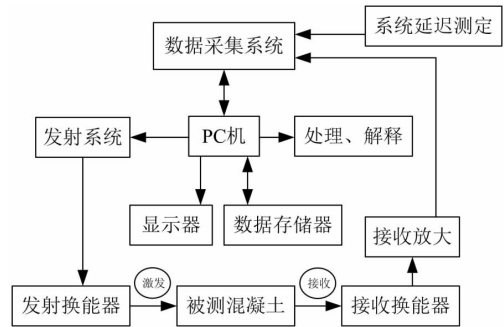 系统延迟测定
数据采集系统
发射系统
PC机
处理、解释
显示器
数据存储器
接收放大
激发
接收
发射换能器
被测混凝土
接收换能器